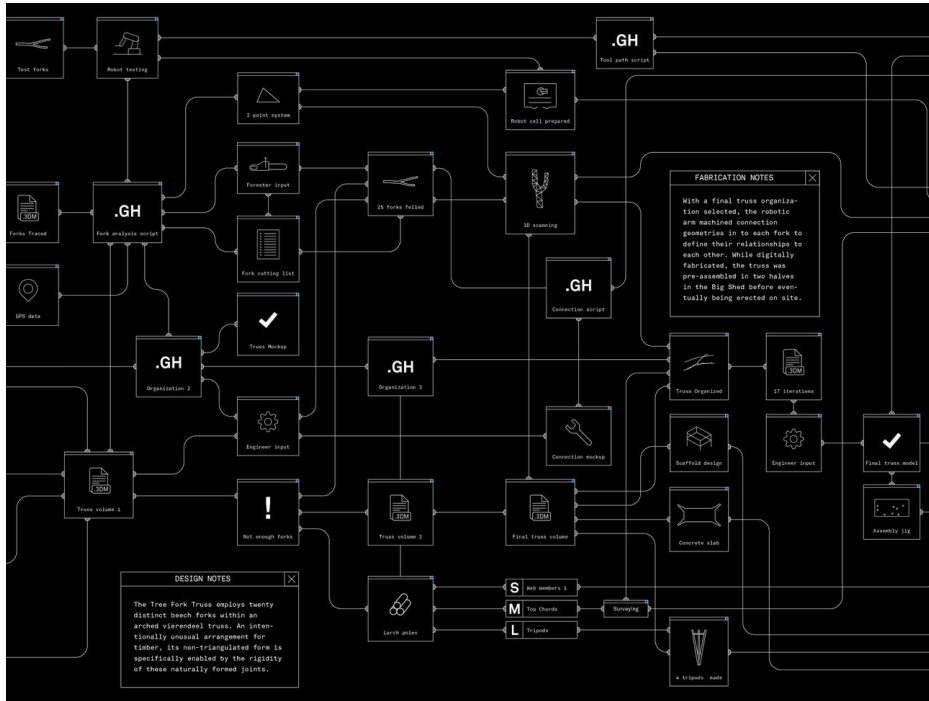 .GH
Test forks
Robot testing
Tool path script
3 point system
Robot cell prepared
FABRICATION NOTES
With a final truss organiza-
tion selected, the robotic
arm machined connection
geometries in to each fork to
define their relationships to
each other. While digitally
fabricated, the truss was
pre-assembled in two halves
in the Big Shed before even-
tually being erected on site.
Forester input
25 forks felled
.3DM
.GH
Forks Traced
Fork analysis script
3D scanning
Fork cutting list
.GH
GPS data
Connection script
Truss Mockup
.GH
.GH
.3DM
Organization 2
Organization 3
Truss Organized
17 iterations
Engineer input
Connection mockup
Scaffold design
Engineer input
Final truss model
.3DM
Truss volume 1
!
.3DM
.3DM
Not enough forks
Truss volume 2
Final truss volume
Concrete slab
Assembly jig
DESIGN NOTES
The Tree Fork Truss employs twenty
distinct beech forks within an
arched vierendeel truss. An inten-
tionally unusual arrangement for
timber, its non-triangulated form is
specifically enabled by the rigidity
of these naturally formed joints.
Larch poles
S Web members 1
M Top Chords
Surveying
L Tripods
4 tripods made